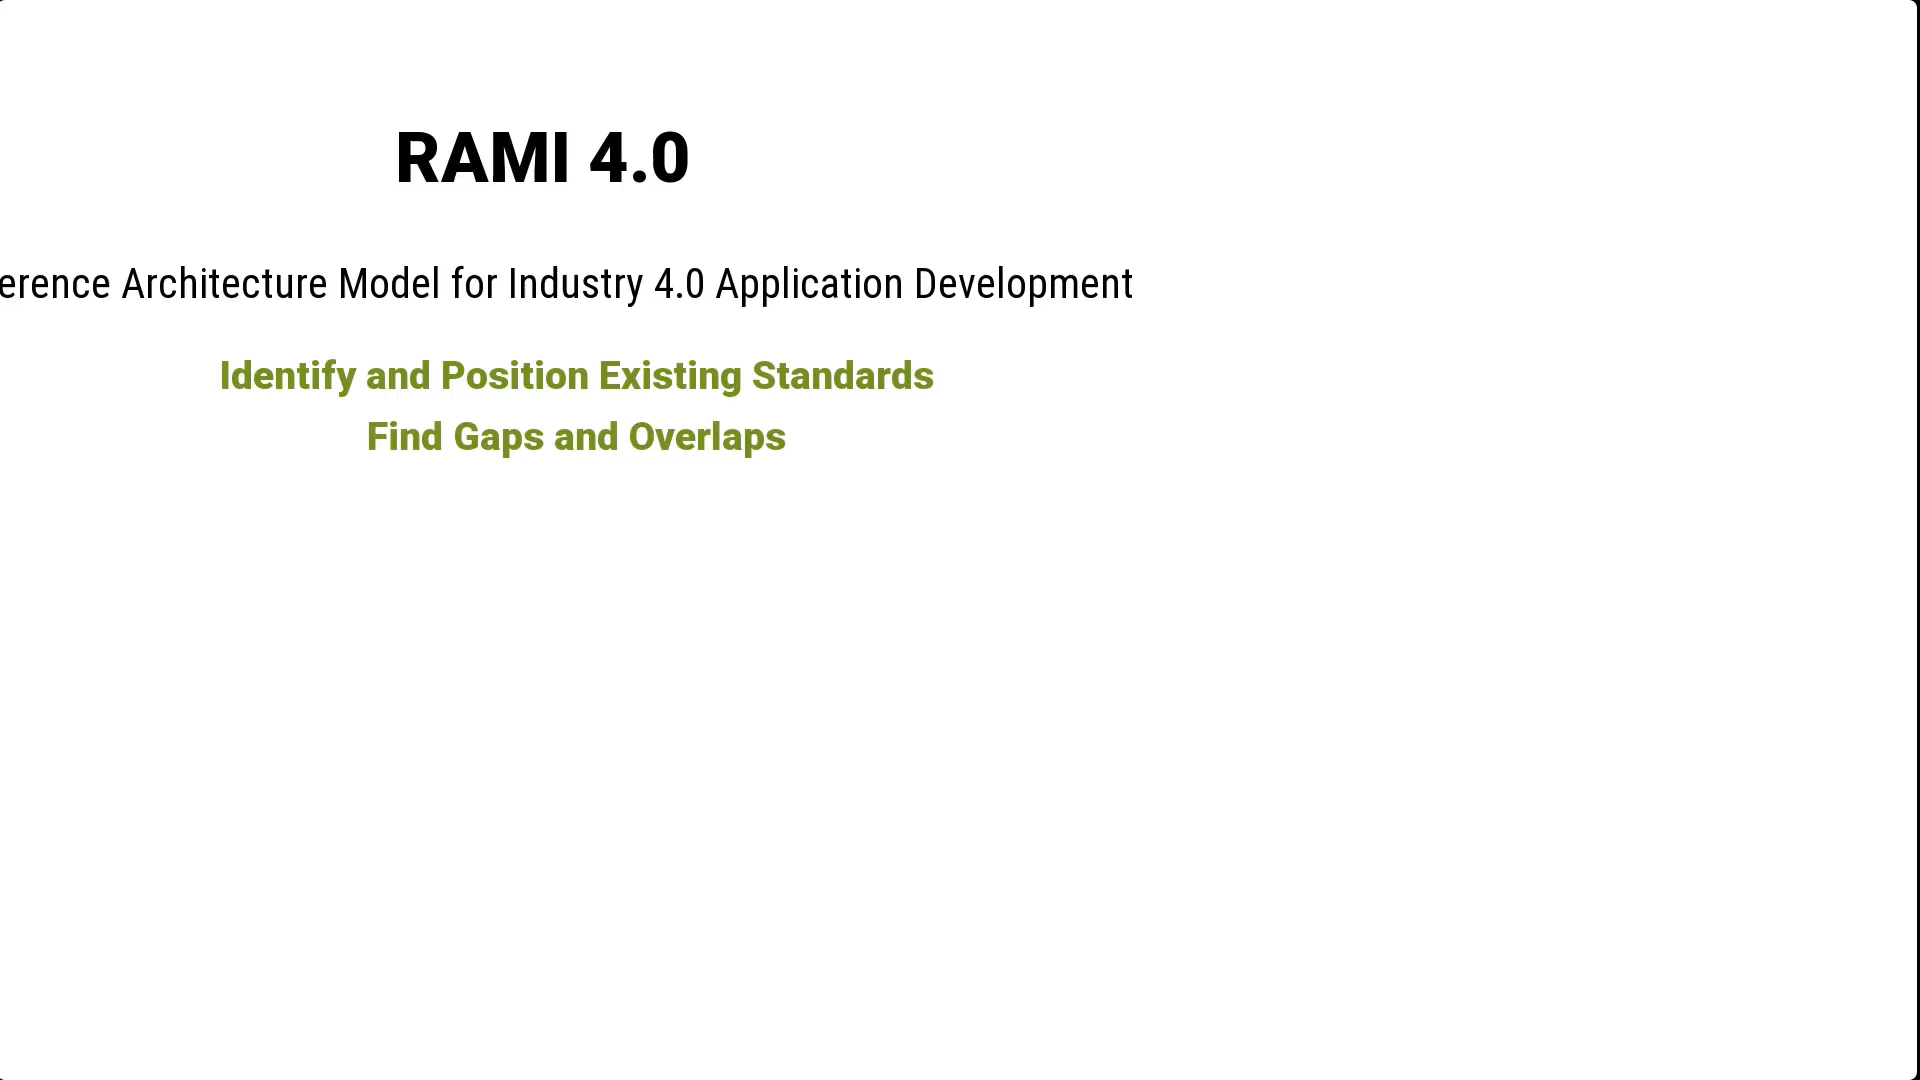 RAMI 4.0
erence Architecture Model for Industry 4.0 Application Development
Identify and Position Existing Standards
Find Gaps and Overlaps